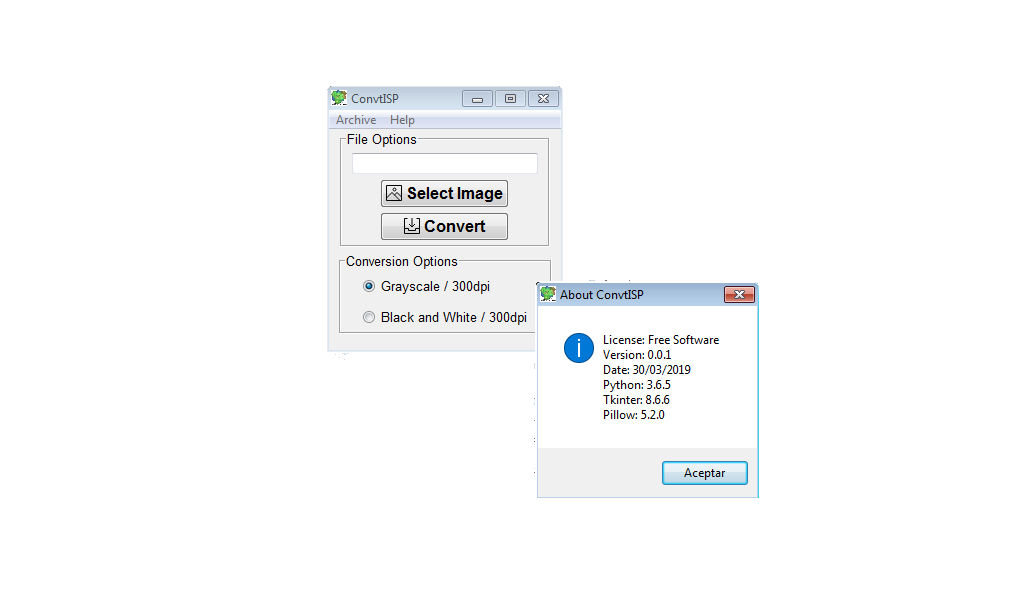 ConvtISP
Archive Help
File Options
Select Image
Convert
Conversion Options
Grayscale / 300dpi
Black and White / 300dpi
About ConvtISP
License: Free Software
Version: 0.0.1
Date: 30/03/2019
Python: 3.6.5
Tkinter: 8.6.6
Pillow: 5.2.0
Aceptar